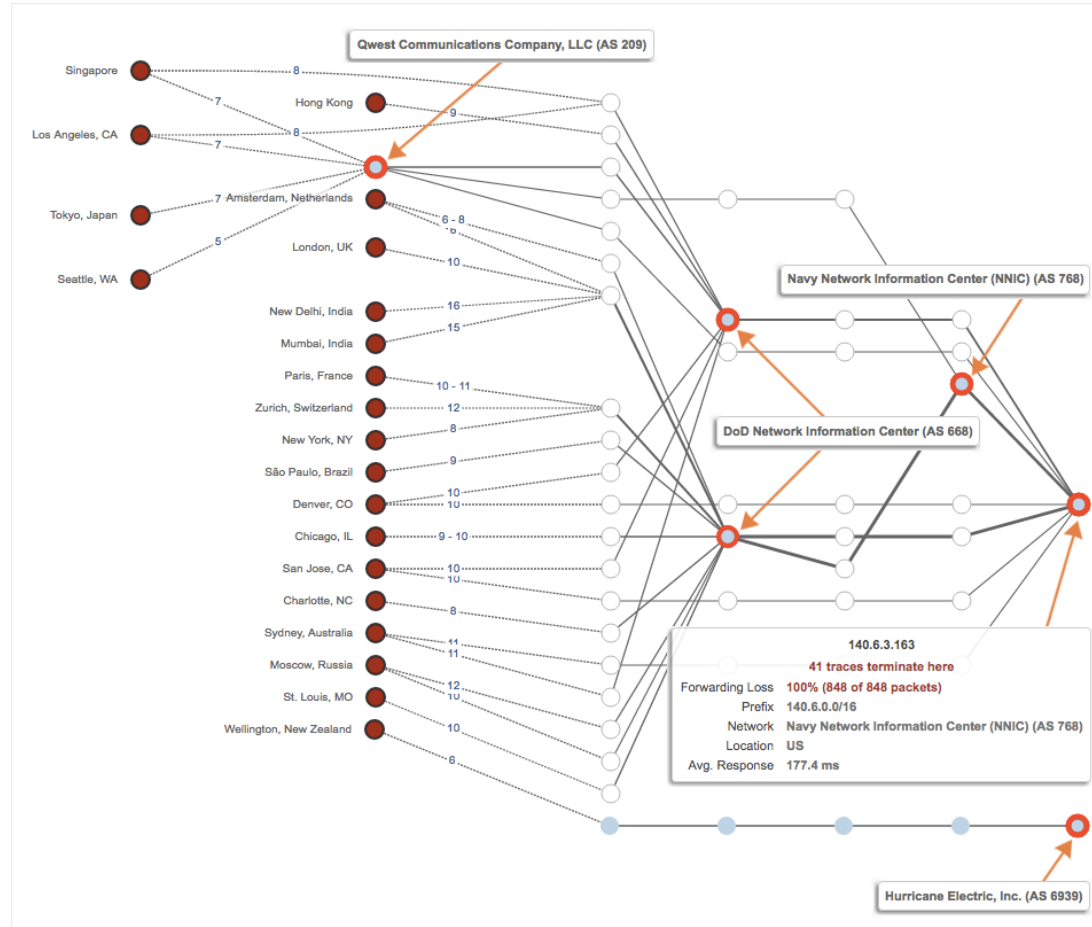 Qwest Communications Company, LLC (AS 209)
Singapore
8
7
Hong Kong
9
Los Angeles, CA
8
7
Amsterdam, Netherlands
6 - 8
6
Tokyo, Japan
7
London, UK
10
Seattle, WA
5
Navy Network Information Center (NNIC) (AS 768)
New Delhi, India
16
Mumbai, India
15
Paris, France
10 - 11
Zurich, Switzerland
12
New York, NY
8
DoD Network Information Center (AS 668)
São Paulo, Brazil
9
Denver, CO
10
10
Chicago, IL
9 - 10
San Jose, CA
10
10
Charlotte, NC
8
Sydney, Australia
11
11
Moscow, Russia
12
10
St. Louis, MO
10
Wellington, New Zealand
6
140.6.3.163
41 traces terminate here
Forwarding Loss 100% (848 of 848 packets)
Prefix 140.6.0.0/16
Network Navy Network Information Center (NNIC) (AS 768)
Location US
Avg. Response 177.4 ms
Hurricane Electric, Inc. (AS 6939)